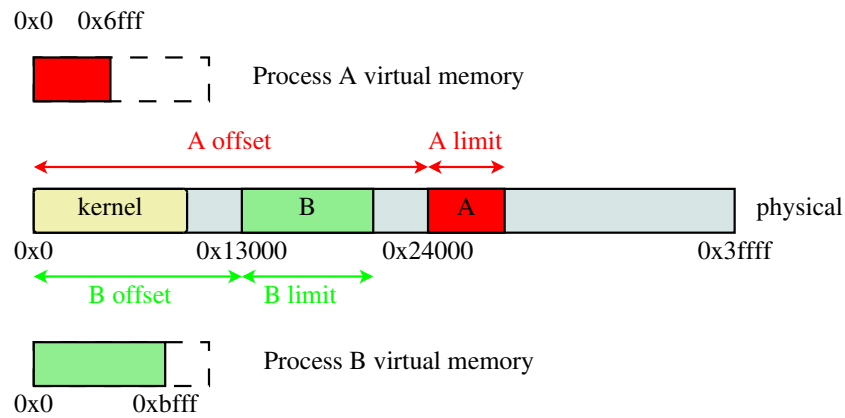 0x0 0x6fff
Process A virtual memory
A offset A limit
kernel B A physical
0x0 0x13000 0x24000 0x3ffff
B offset B limit
Process B virtual memory
0x0 0xbfff